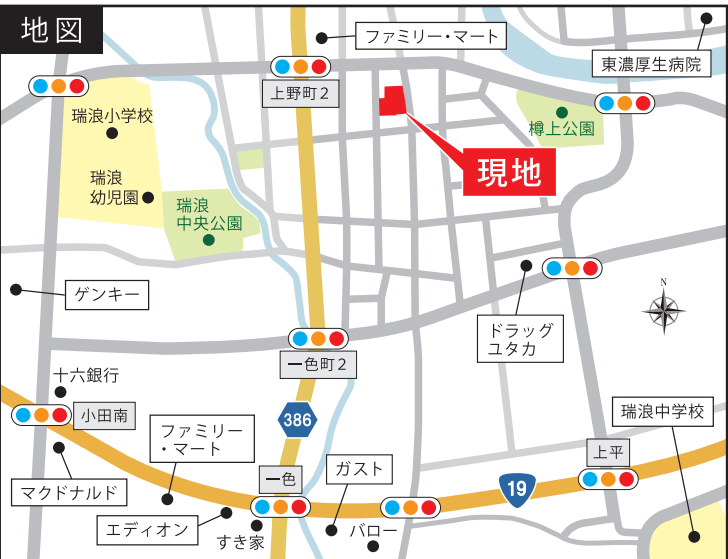 地図
ファミリー・マート
東濃厚生病院
上野町2
瑞浪小学校
樽上公園
現地
瑞浪
幼児園
瑞浪
中央公園
ゲンキー
N
ドラッグ
ユタカ
一色町2
十六銀行
小田南
386
ファミリー
・マート
瑞浪中学校
上平
一色
ガスト
マクドナルド
19
エディオン
すき家
バロー